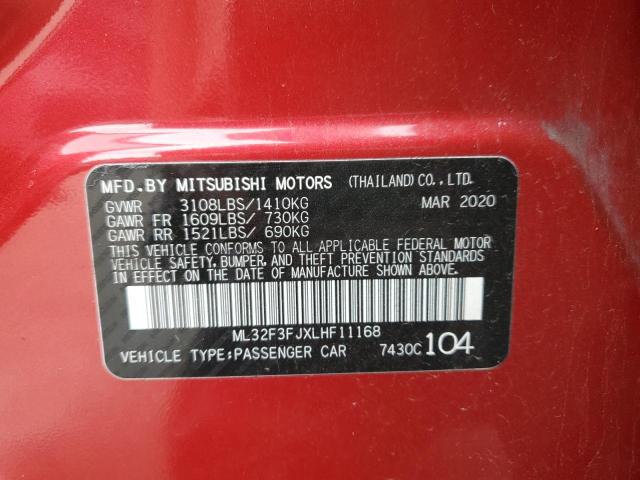 MFD.BY MITSUBISHI MOTORS (THAILAND)CO.,LTD.
GVWR 3108LBS/1410KG MAR 2020
GAWR FR 1609LBS/ 730KG
GAWR RR 1521LBS/ 690KG
THIS VEHICLE CONFORMS TO ALL APPLICABLE FEDERAL MOTOR
VEHICLE SAFETY, BUMPER, AND THEFT PREVENTION STANDARDS
IN EFFECT ON THE DATE OF MANUFACTURE SHOWN ABOVE.
ML32F3FJXLHF11168
VEHICLE TYPE:PASSENGER CAR 7430C 104